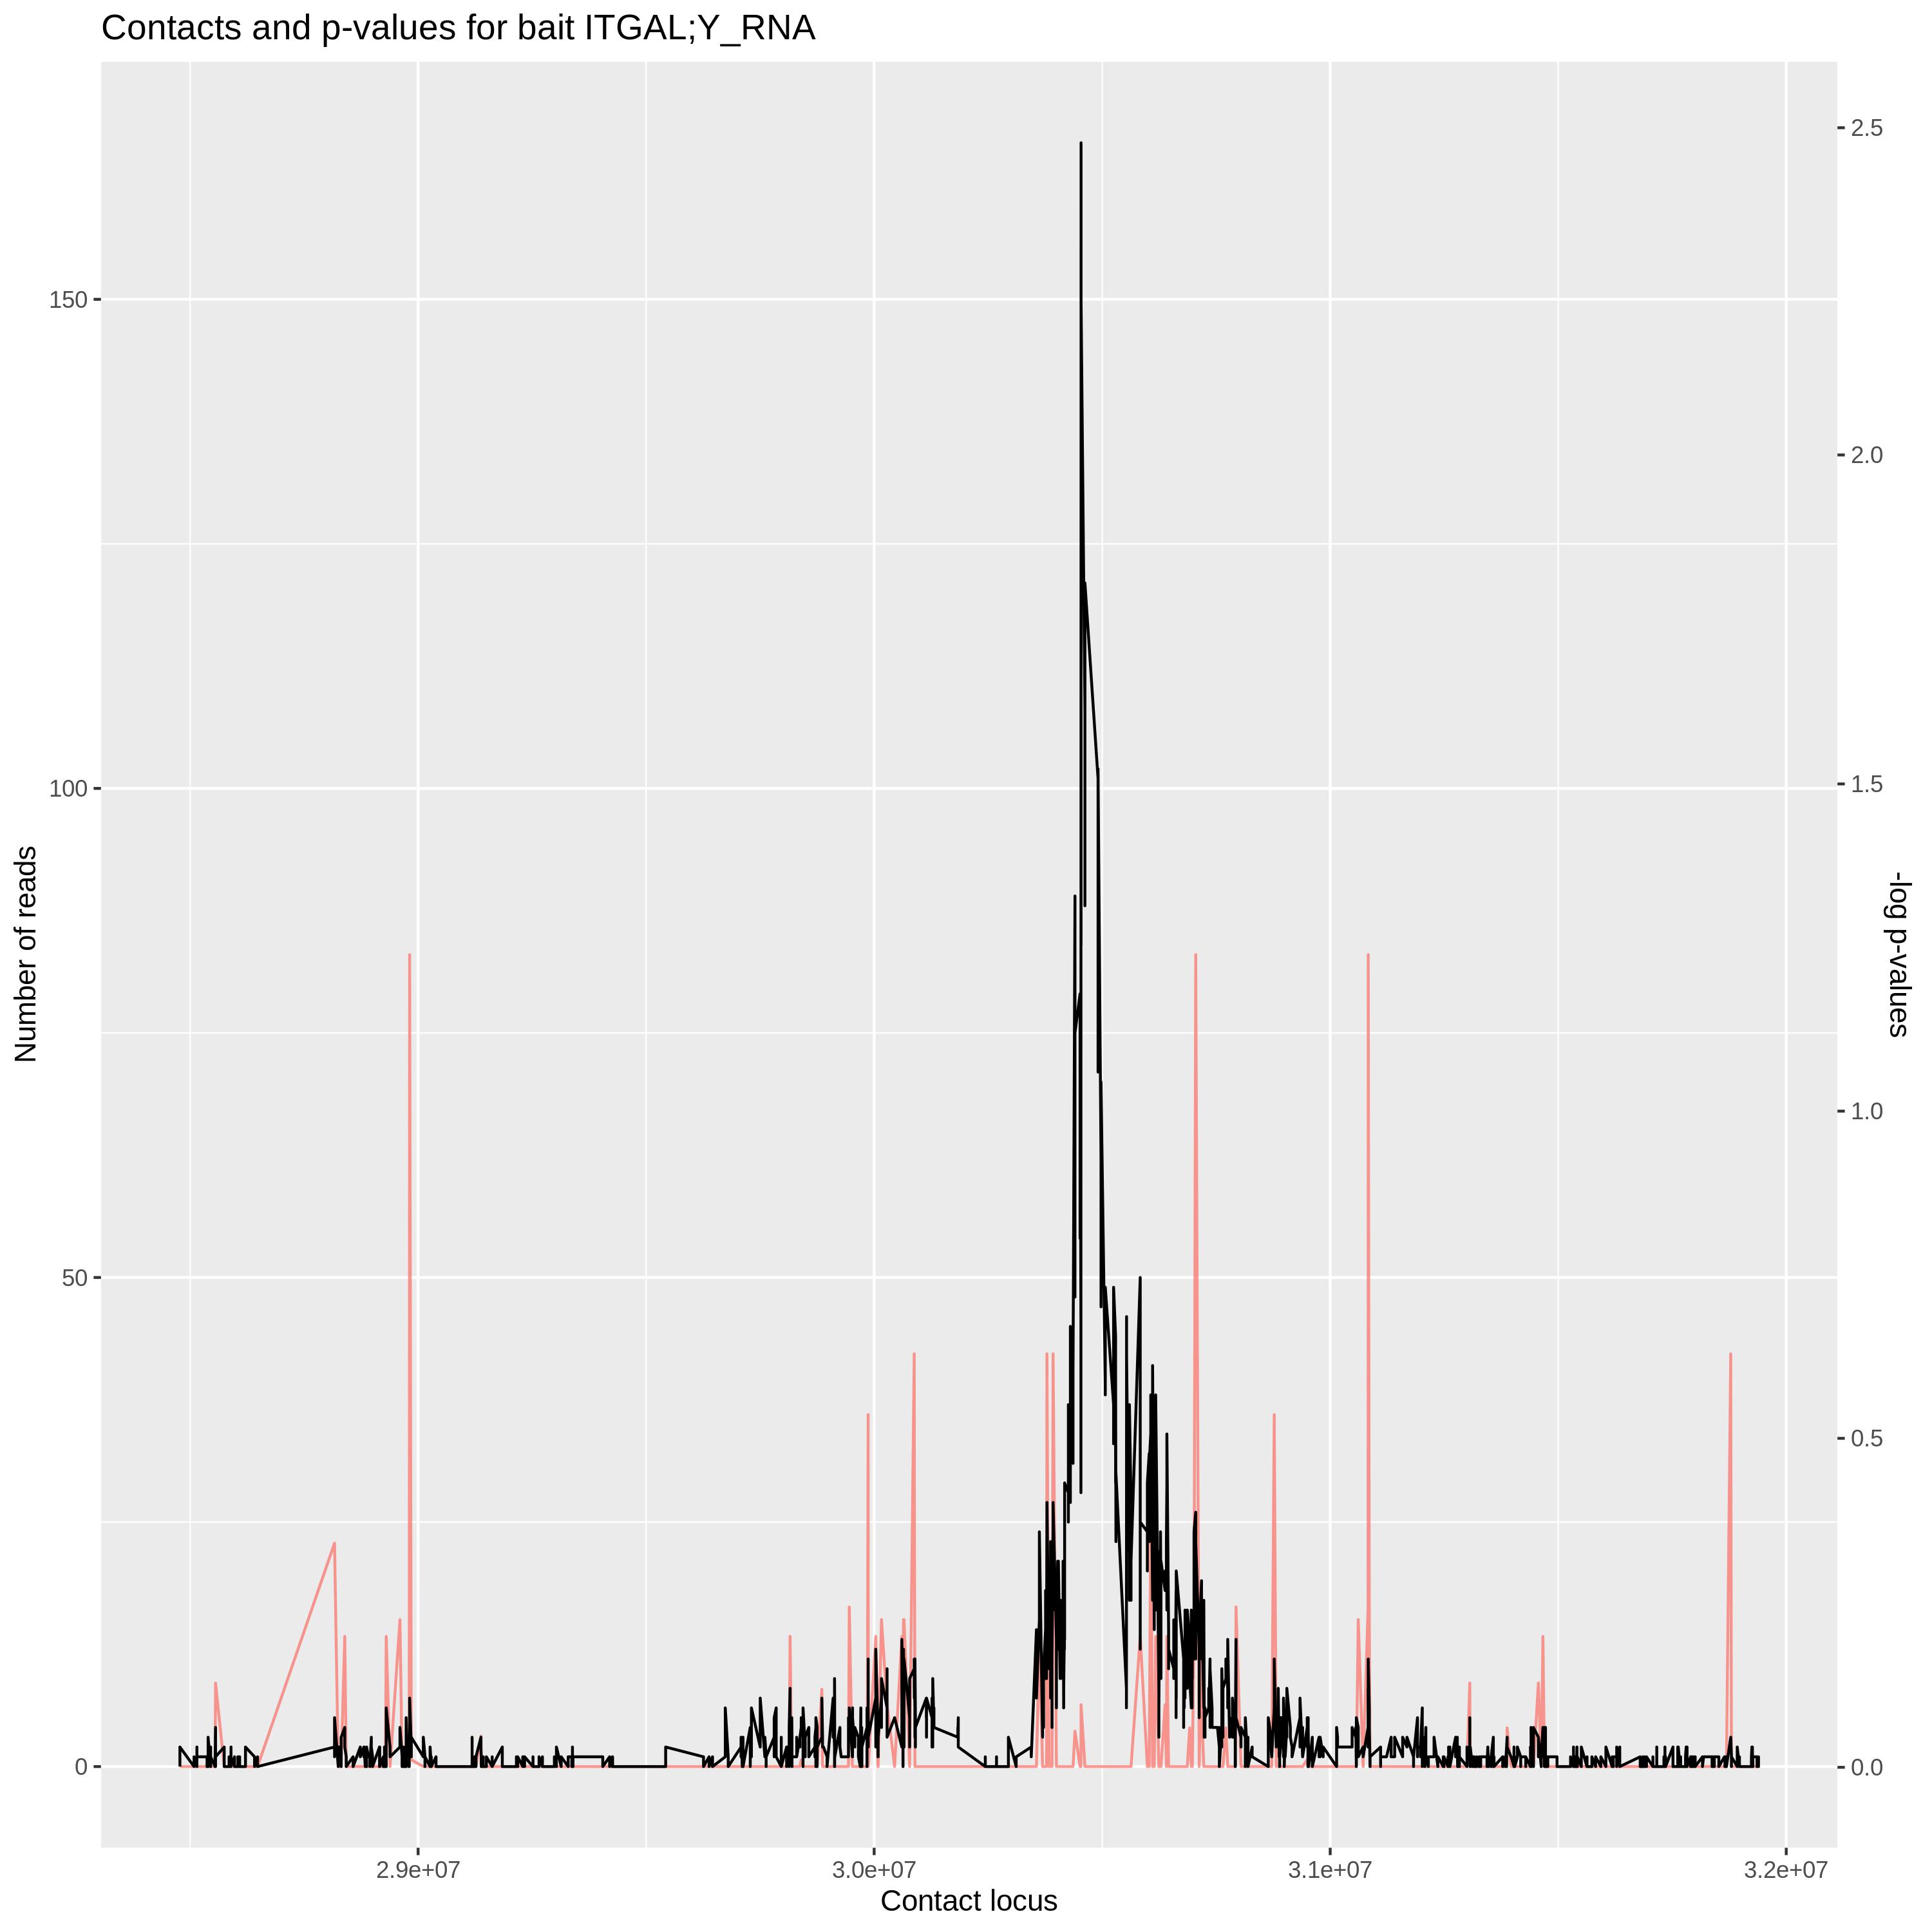 Contacts and p-values for bait ITGAL;Y_RNA
2.5
150
2.0
100
1.5
Number of reads
-log p-values
1.0
50
0.5
0
0.0
2.9e+07
3.0e+07
3.1e+07
3.2e+07
Contact locus